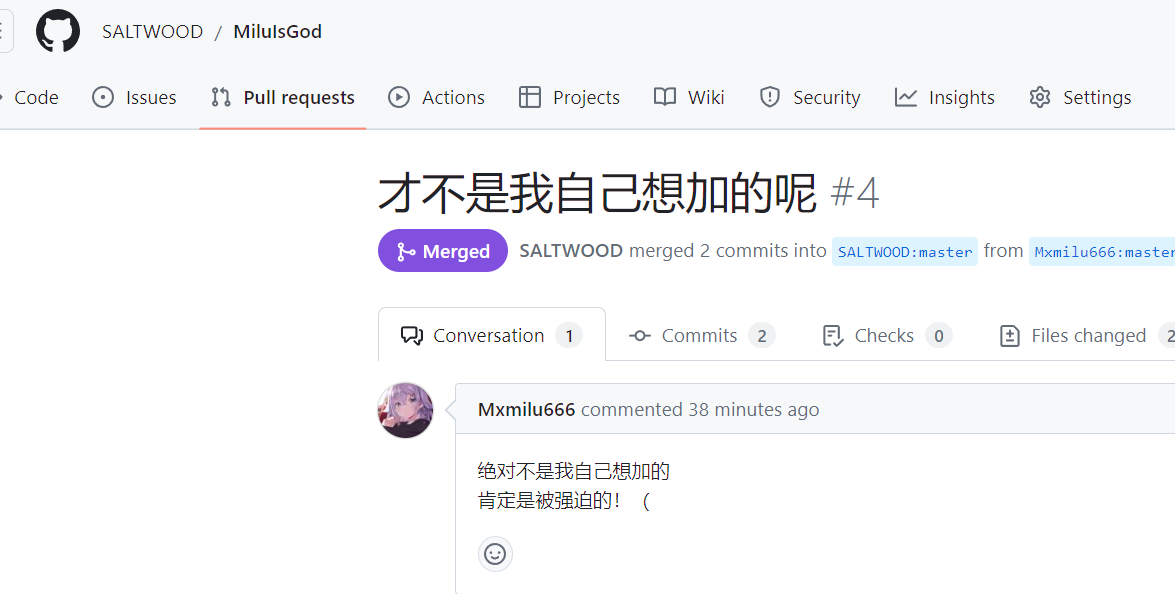 SALTWOOD / MiluIsGod
Code Issues Pull requests Actions Projects Wiki Security Insights Settings
才不是我自己想加的呢 #4
Merged SALTWOOD merged 2 commits into SALTWOOD:master from Mxmilu666:master
Conversation 1 Commits 2 Checks 0 Files changed 2
Mxmilu666 commented 38 minutes ago
绝对不是我自己想加的
肯定是被强迫的！（